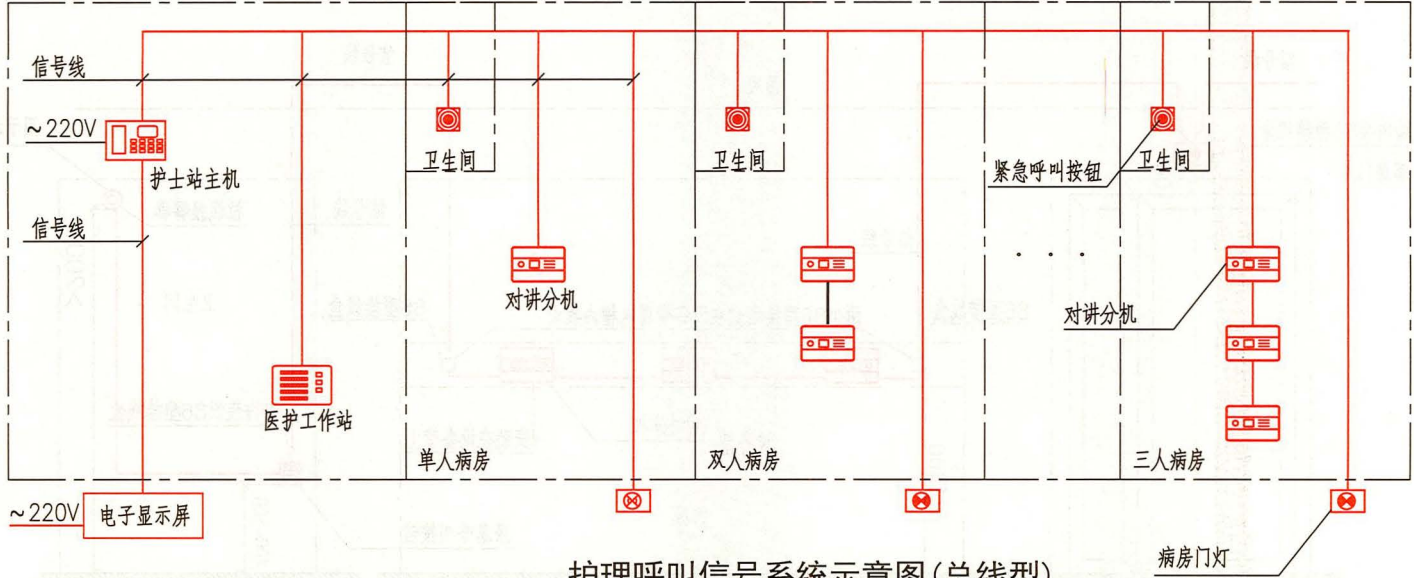 信号线
~220V
护士站主机
信号线
医护工作站
~220V
电子显示屏
卫生间
对讲分机
单人病房
卫生间
双人病房
紧急呼叫按钮
卫生间
. . .
对讲分机
三人病房
病房门灯
护理呼叫信号系统示意图(总线型)